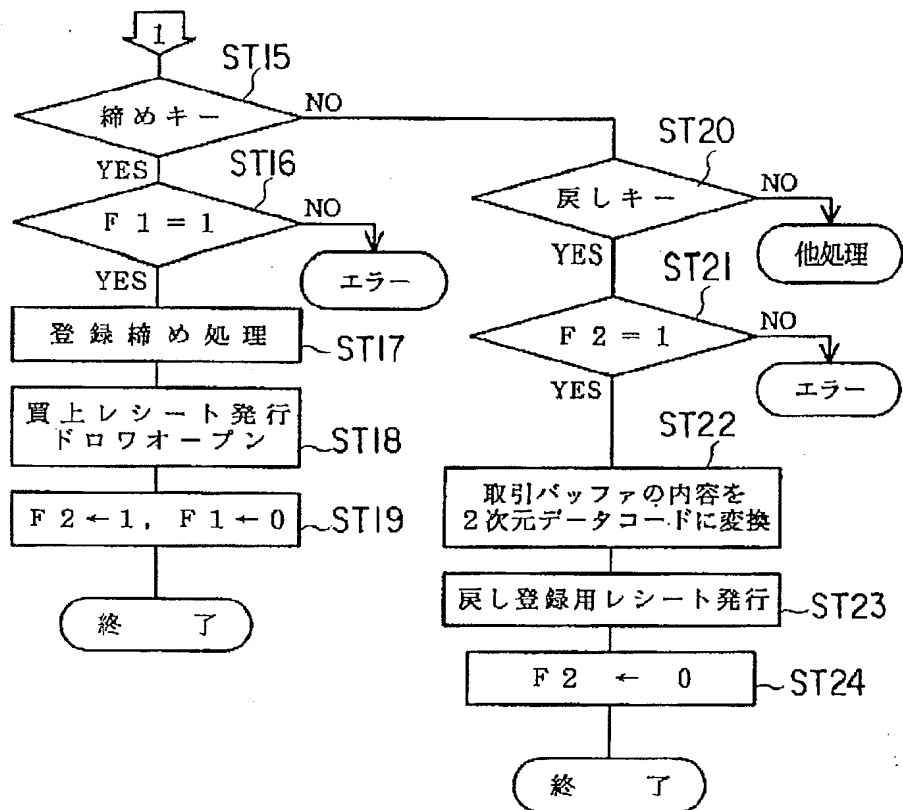 1
ST15
締めキー
NO
YES
ST16
F1=1
NO
エラー
YES
登録締め処理
ST17
買上レシート発行
ドロワオープン
ST18
F2←1, F1←0
ST19
終 了
ST20
戻しキー
NO
他処理
YES
ST21
F2=1
NO
エラー
YES
ST22
取引バッファの内容を
2次元データコードに変換
戻し登録用レシート発行
ST23
F2 ← 0
ST24
終 了